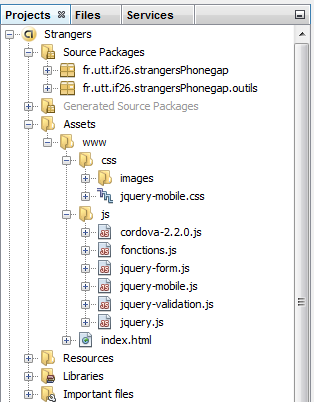 Projects Files Services
Strangers
Source Packages
fr.utt.if26.strangersPhonegap
fr.utt.if26.strangersPhonegap.outils
Generated Source Packages
Assets
www
css
images
jquery-mobile.css
js
cordova-2.2.0.js
fonctions.js
jquery-form.js
jquery-mobile.js
jquery-validation.js
jquery.js
index.html
Resources
Libraries
Important files